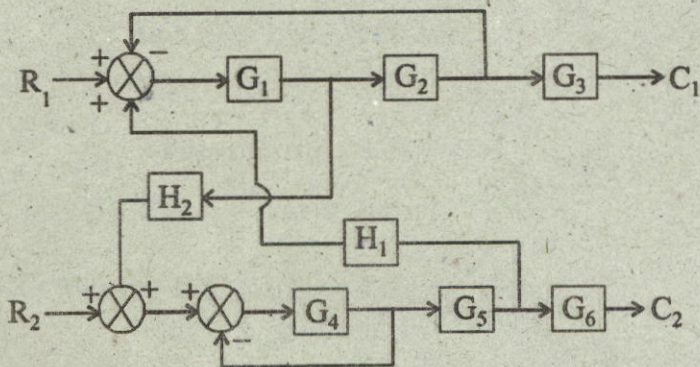 + −
R₁ + G₁ G₂ G₃ C₁
H₂
H₁
+ + +
R₂ G₄ G₅ G₆ C₂
−